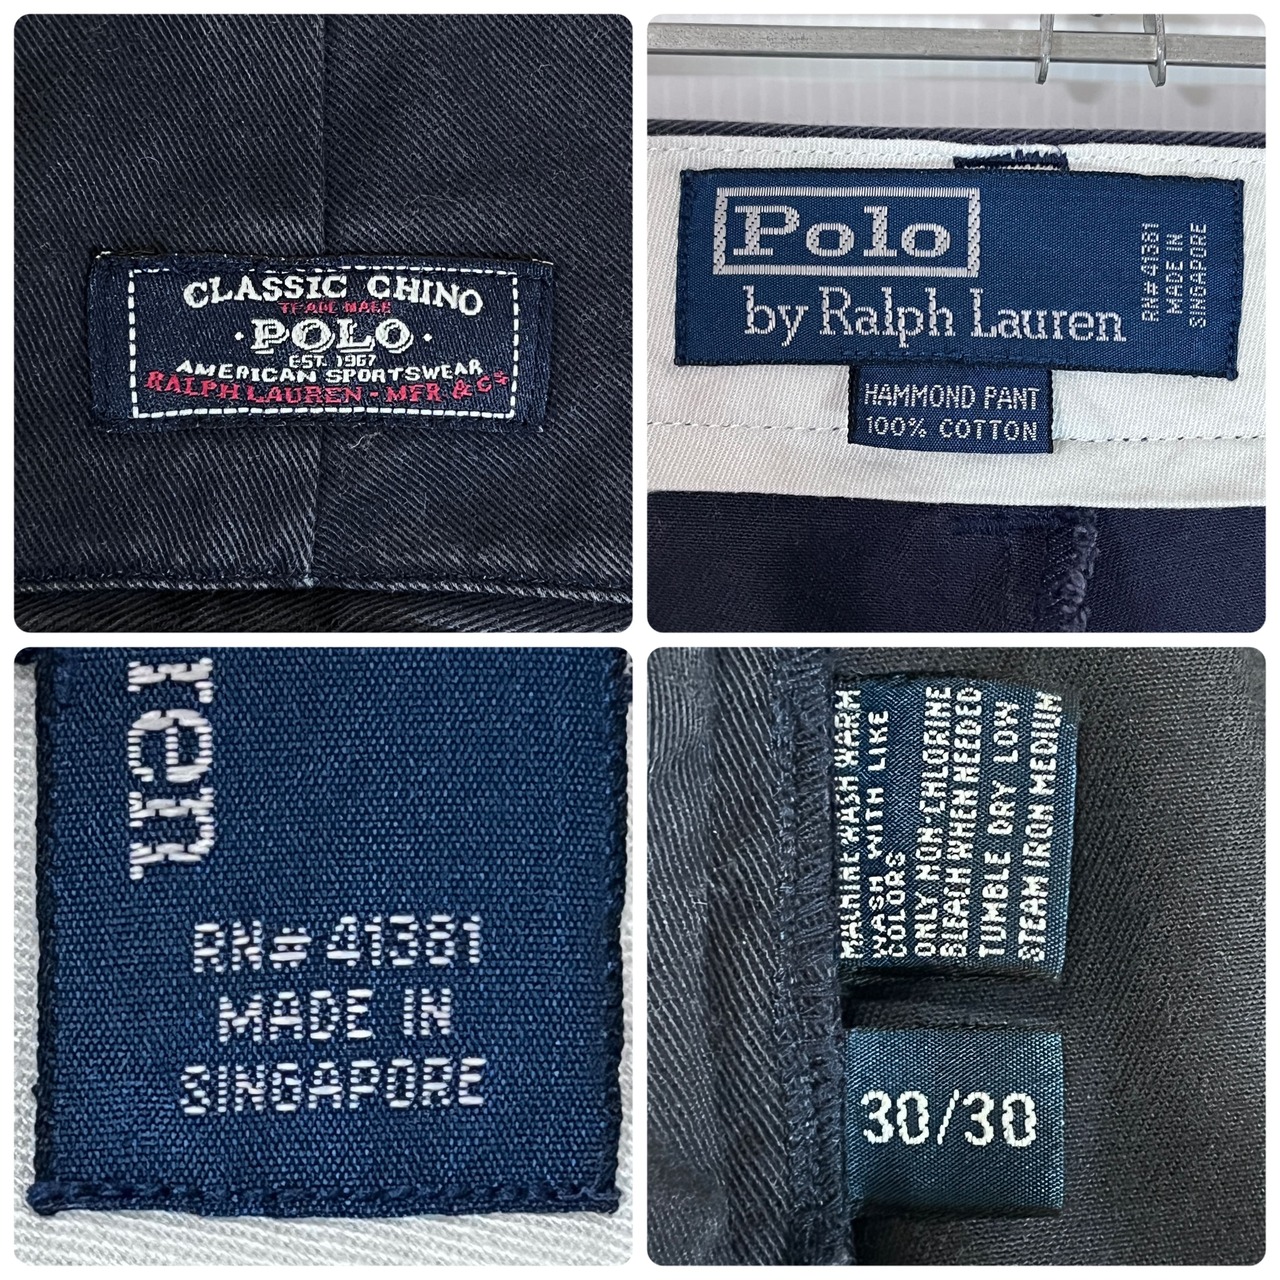 CLASSIC CHINO
TRADE MARK
·POLO·
EST. 1967
AMERICAN SPORTSWEAR
RALPH LAUREN - MFR & Co
Polo
by Ralph Lauren
RN# 41381
MADE IN
SINGAPORE
HAMMOND PANT
100% COTTON
ren
RN# 41381
MADE IN
SINGAPORE
MACHINE WASH WARM
WASH WITH LIKE
COLORS
ONLY NON-CHLORINE
BLEACH WHEN NEEDED
TUMBLE DRY LOW
STEAM IRON MEDIUM
30/30